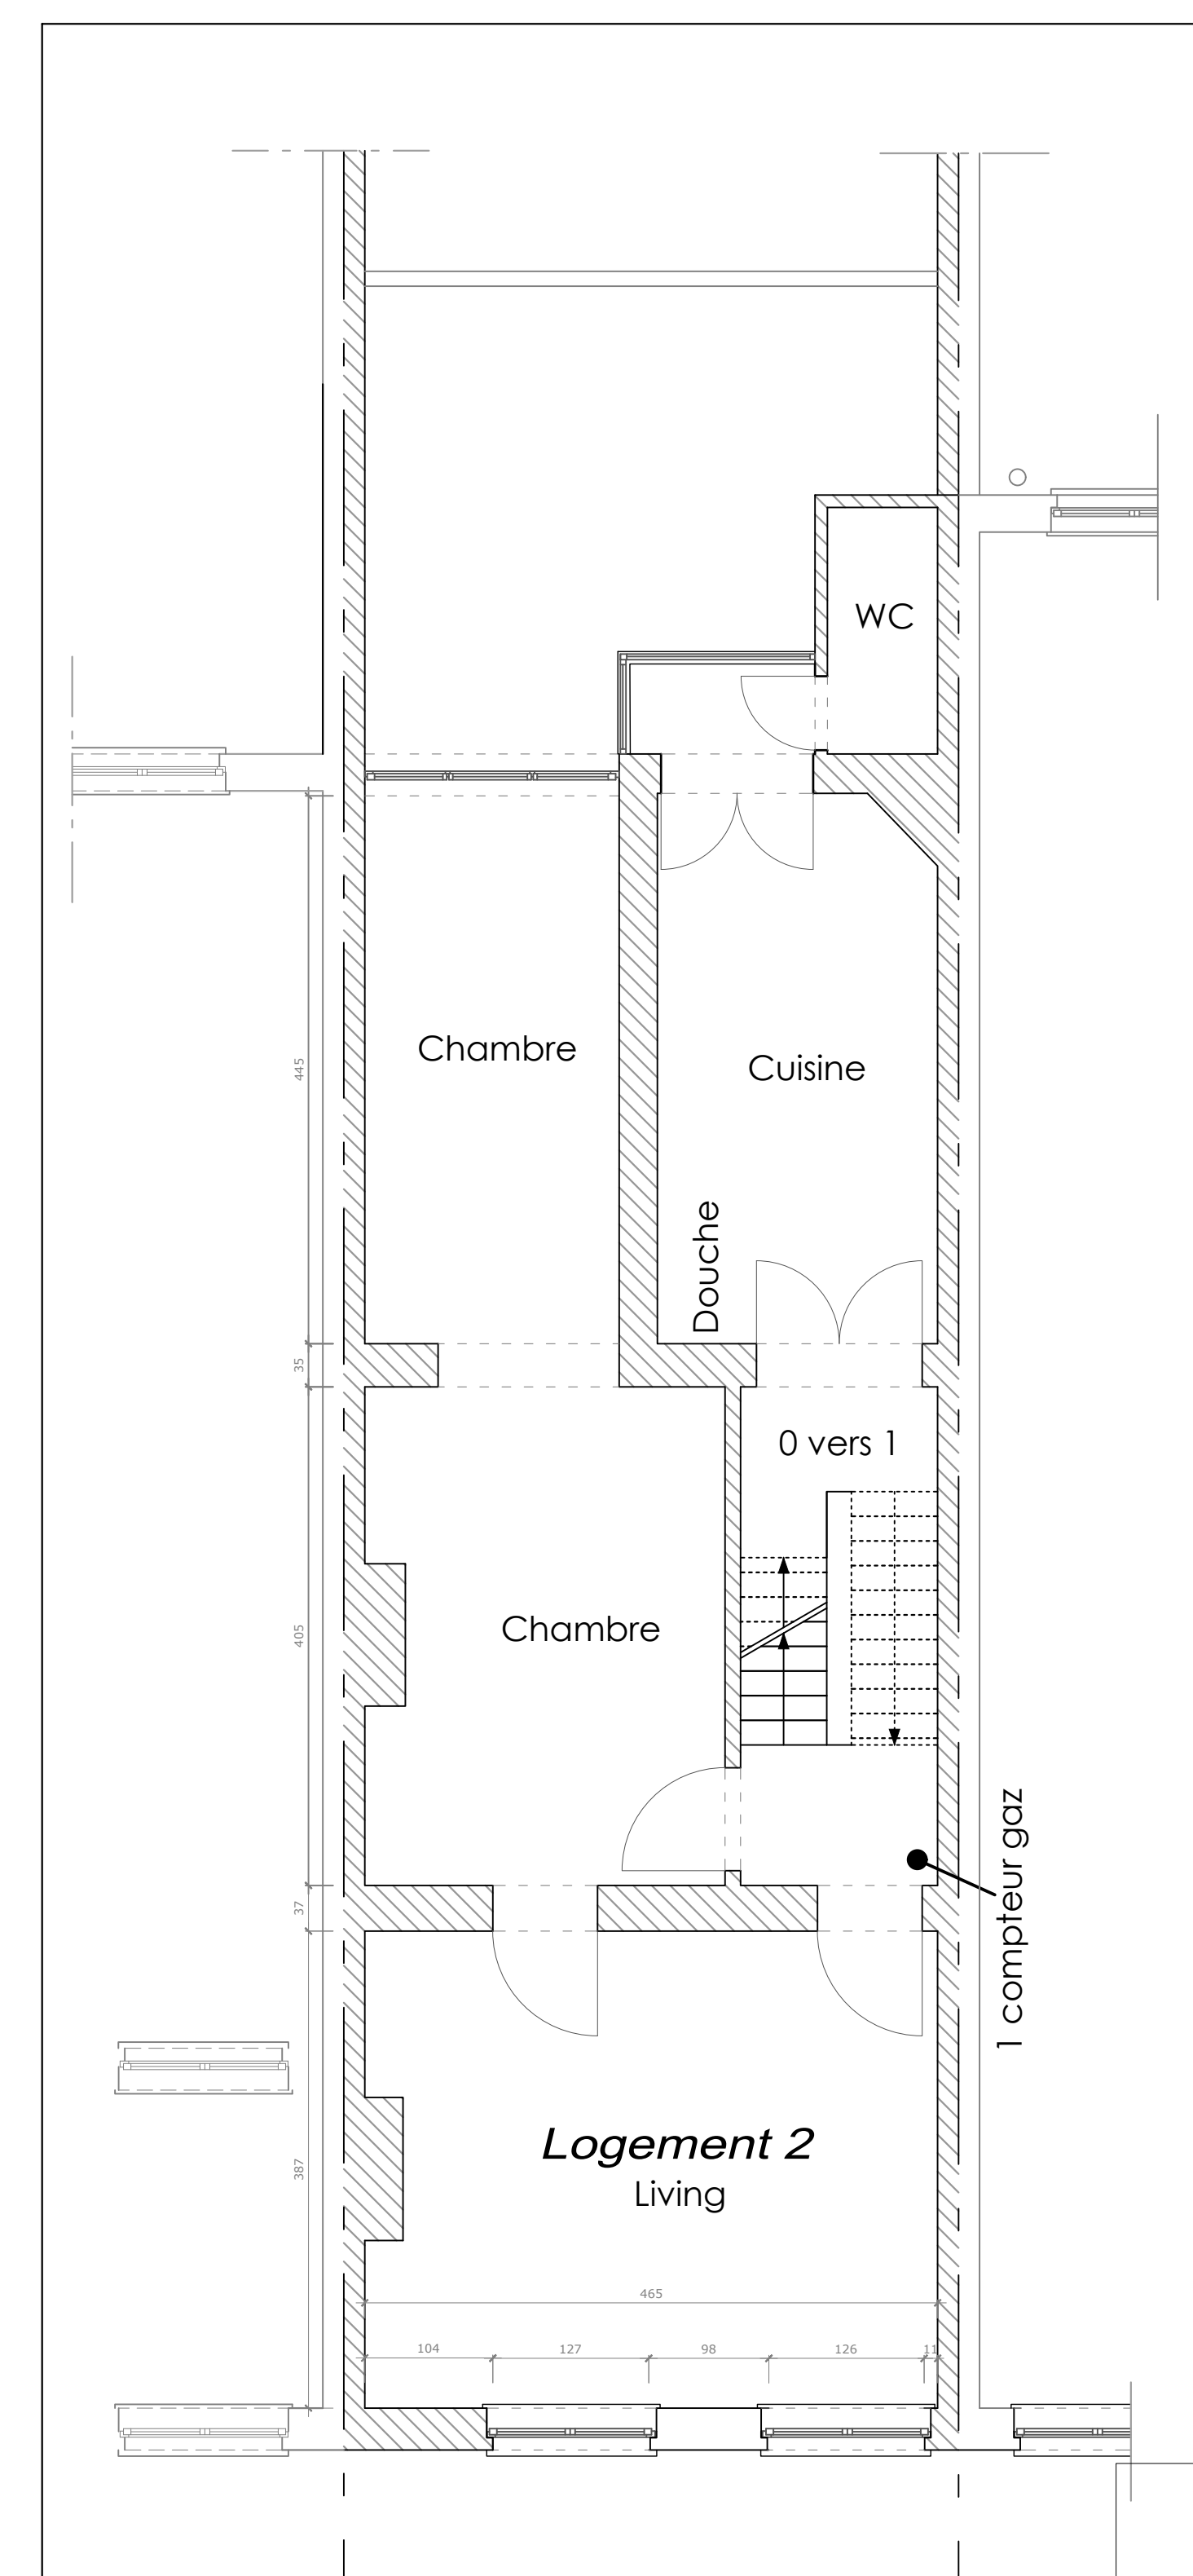 WC
Chambre
Cuisine
445
Douche
35
0 vers 1
Chambre
405
1 compteur gaz
37
Logement 2
Living
387
465
104
127
98
126
11